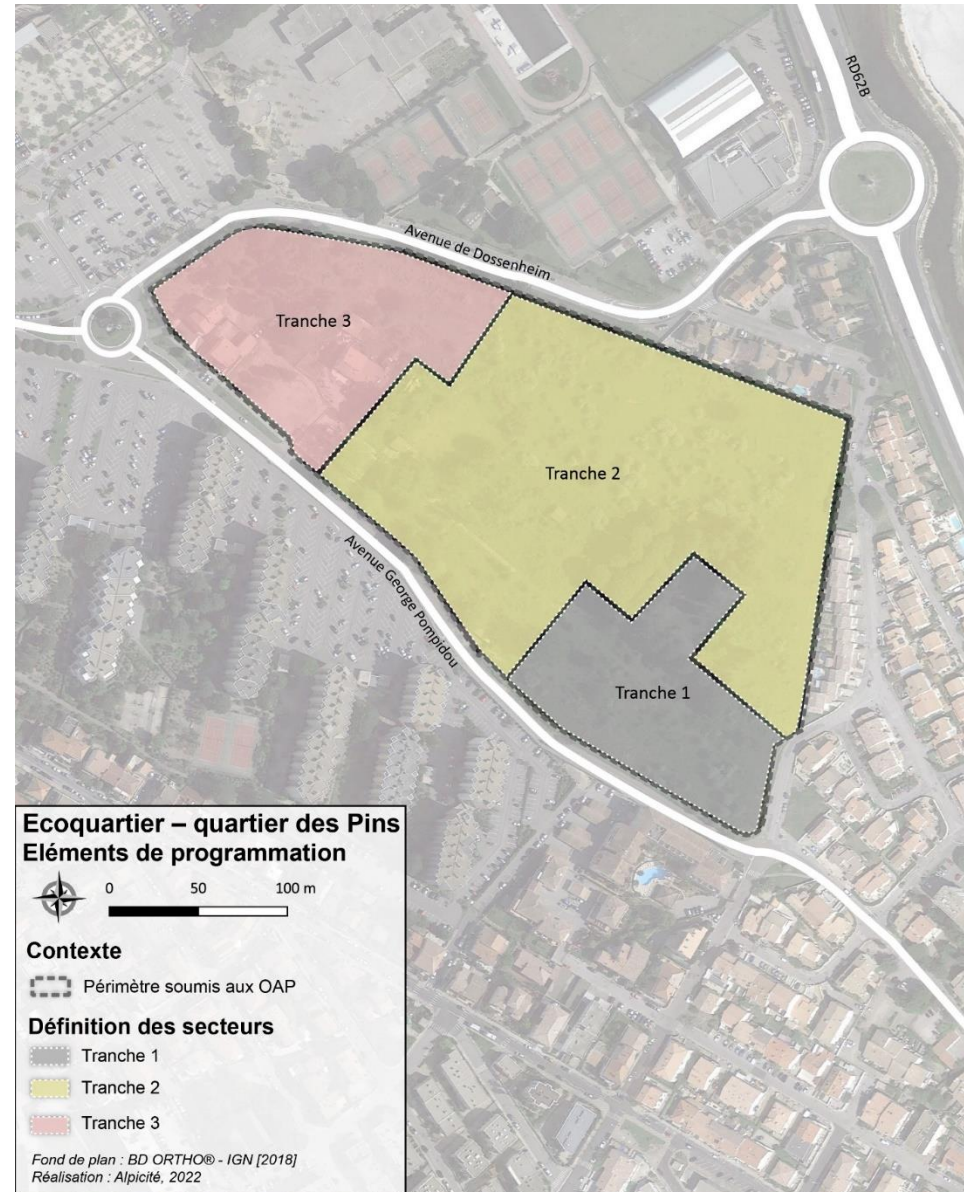 RD62B
Avenue de Dossenheim
Tranche 3
Tranche 2
Avenue George Pompidou
Tranche 1
Ecoquartier – quartier des Pins
Eléments de programmation
0 50 100 m
Contexte
Périmètre soumis aux OAP
Définition des secteurs
Tranche 1
Tranche 2
Tranche 3
Fond de plan : BD ORTHO® - IGN [2018]
Réalisation : Alpicité, 2022